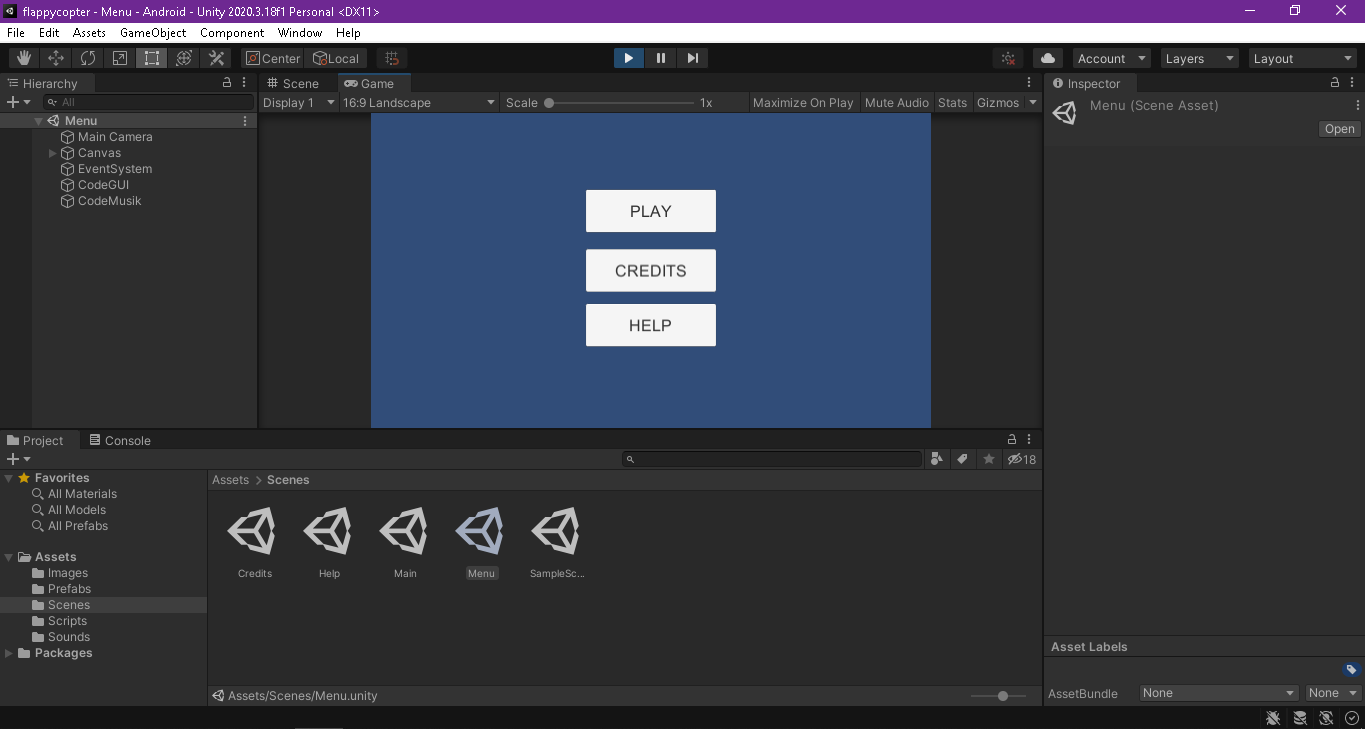 flappycopter - Menu - Android - Unity 2020.3.18f1 Personal <DX11>
File Edit Assets GameObject Component Window Help
Center Local Account Layers Layout
Hierarchy Scene Game Inspector
All Display 1 16:9 Landscape Scale 1x Maximize On Play Mute Audio Stats Gizmos Menu (Scene Asset)
Menu
Open
Main Camera
Canvas
EventSystem
CodeGUI
CodeMusik
PLAY
CREDITS
HELP
Project Console
18
Favorites
All Materials
All Models
All Prefabs
Assets
Images
Prefabs
Scenes
Scripts
Sounds
Packages
Assets > Scenes
Credits Help Main Menu SampleSc...
Assets/Scenes/Menu.unity
Asset Labels
AssetBundle None None